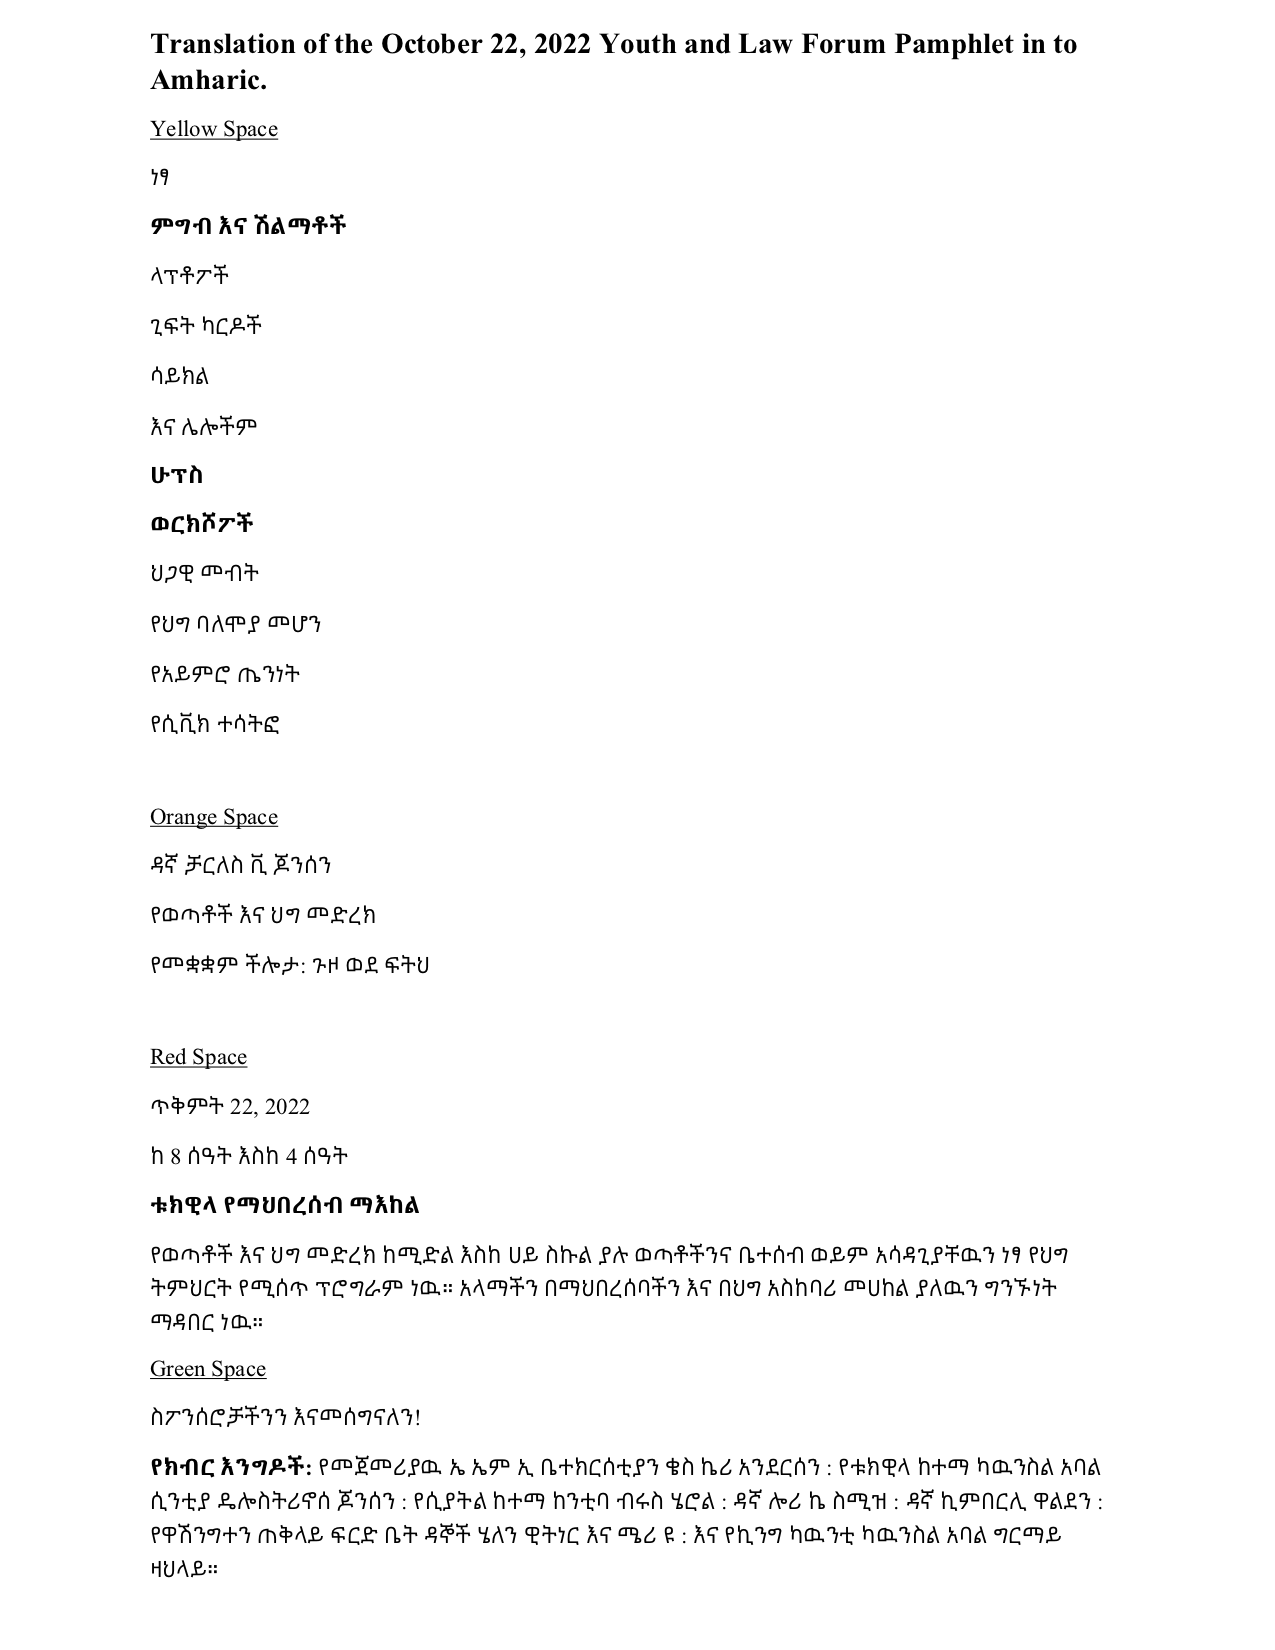 Translation of the October 22, 2022 Youth and Law Forum Pamphlet in to
Amharic.
Yellow Space
ነፃ
ምግብ እና ሽልማቶች
ላፕቶፖች
ጊፍት ካርዶች
ሳይክል
እና ሌሎችም
ሁፕስ
ወርክሾፖች
ህጋዊ መብት
የህግ ባለሞያ መሆን
የአይምሮ ጤንነት
የሲቪክ ተሳትፎ
Orange Space
ዳኛ ቻርለስ ቪ ጆንሰን
የወጣቶች እና ህግ መድረክ
የመቋቋም ችሎታ: ጉዞ ወደ ፍትህ
Red Space
ጥቅምት 22, 2022
ከ 8 ሰዓት እስከ 4 ሰዓት
ቱክዊላ የማህበረሰብ ማእከል
የወጣቶች እና ህግ መድረክ ከሚድል እስከ ሀይ ስኩል ያሉ ወጣቶችንና ቤተሰብ ወይም አሳዳጊያቸዉን ነፃ የህግ
ትምህርት የሚሰጥ ፕሮግራም ነዉ። አላማችን በማህበረሰባችን እና በህግ አስከባሪ መሀከል ያለዉን ግንኙነት
ማዳበር ነዉ።
Green Space
ስፖንሰሮቻችንን እናመሰግናለን!
የክብር እንግዶች: የመጀመሪያዉ ኤ ኤም ኢ ቤተክርሰቲያን ቄስ ኬሪ አንደርሰን : የቱክዊላ ከተማ ካዉንስል አባል
ሲንቲያ ዴሎስትሪኖሰ ጆንሰን : የሲያትል ከተማ ከንቲባ ብሩስ ሄሮል : ዳኛ ሎሪ ኬ ስሚዝ : ዳኛ ኪምበርሊ ዋልደን :
የዋሽንግተን ጠቅላይ ፍርድ ቤት ዳኞች ሄለን ዊትነር እና ሜሪ ዩ : እና የኪንግ ካዉንቲ ካዉንስል አባል ግርማይ
ዛህላይ።